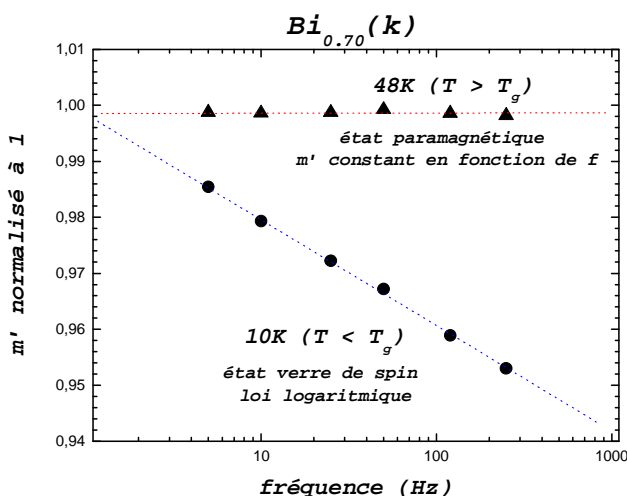 Bi0.70(k)
1,01
1,00
0,99
0,98
0,97
0,96
0,95
0,94
m' normalisé à 1
48K (T > Tg)
état paramagnétique
m' constant en fonction de f
10K (T < Tg)
état verre de spin
loi logaritmique
10
100
1000
fréquence (Hz)